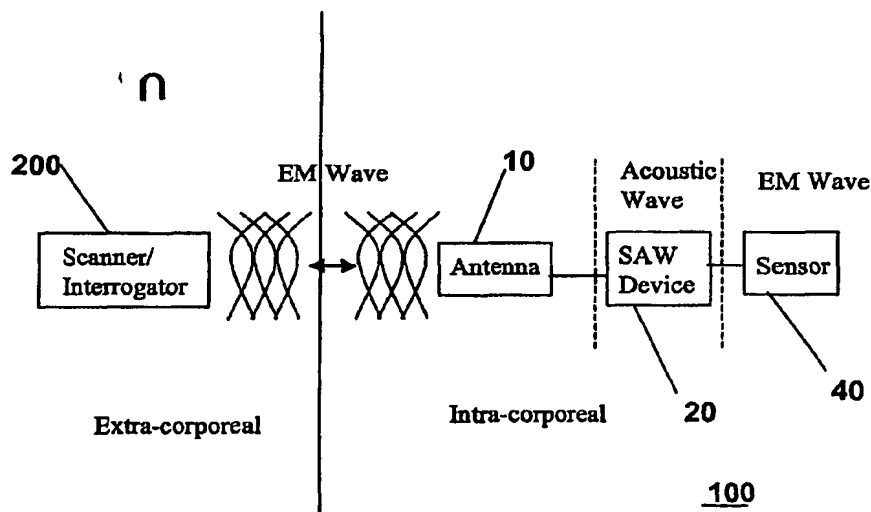 200
EM Wave
10
Acoustic
Wave
EM Wave
Scanner/
Interrogator
Antenna
SAW
Device
Sensor
20
40
Extra-corporeal
Intra-corporeal
100